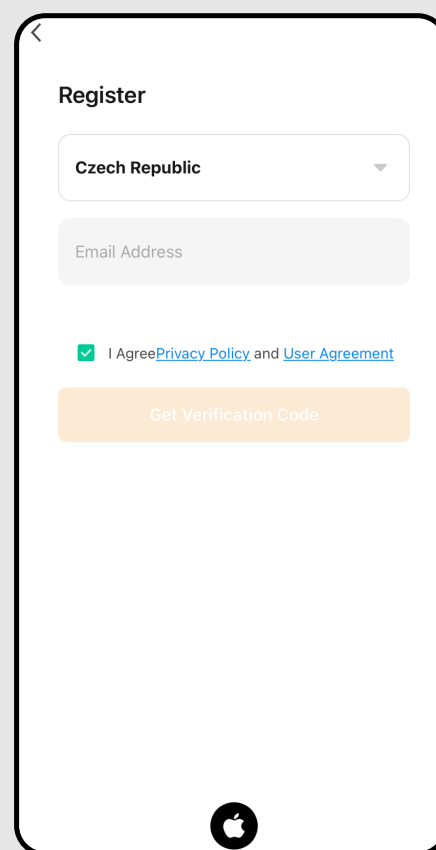 Register
Czech Republic
Email Address
I AgreePrivacy Policy and User Agreement
Get Verification Code